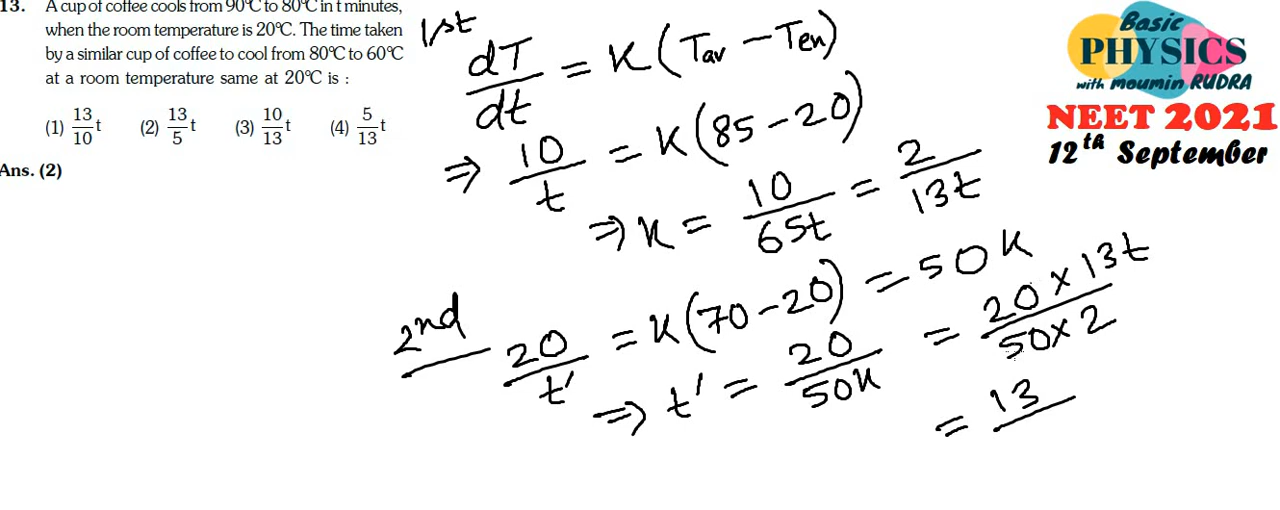 13. A cup of coffee cools from 90°C to 80°C in t minutes,
when the room temperature is 20°C. The time taken
by a similar cup of coffee to cool from 80°C to 60°C
at a room temperature same at 20°C is :
(1) 13/10 t (2) 13/5 t (3) 10/13 t (4) 5/13 t
Ans. (2)
1st
dT/dt = K(Tav - Ten)
⇒ 10/t = K(85-20)
⇒ K = 10/65t = 2/13t
2nd
20/t' = K(70-20) = 50K
⇒ t' = 20/50K = 20×13t/50×2
= 13
Basic
PHYSICS
with moumin RUDRA
NEET 2021
12th September